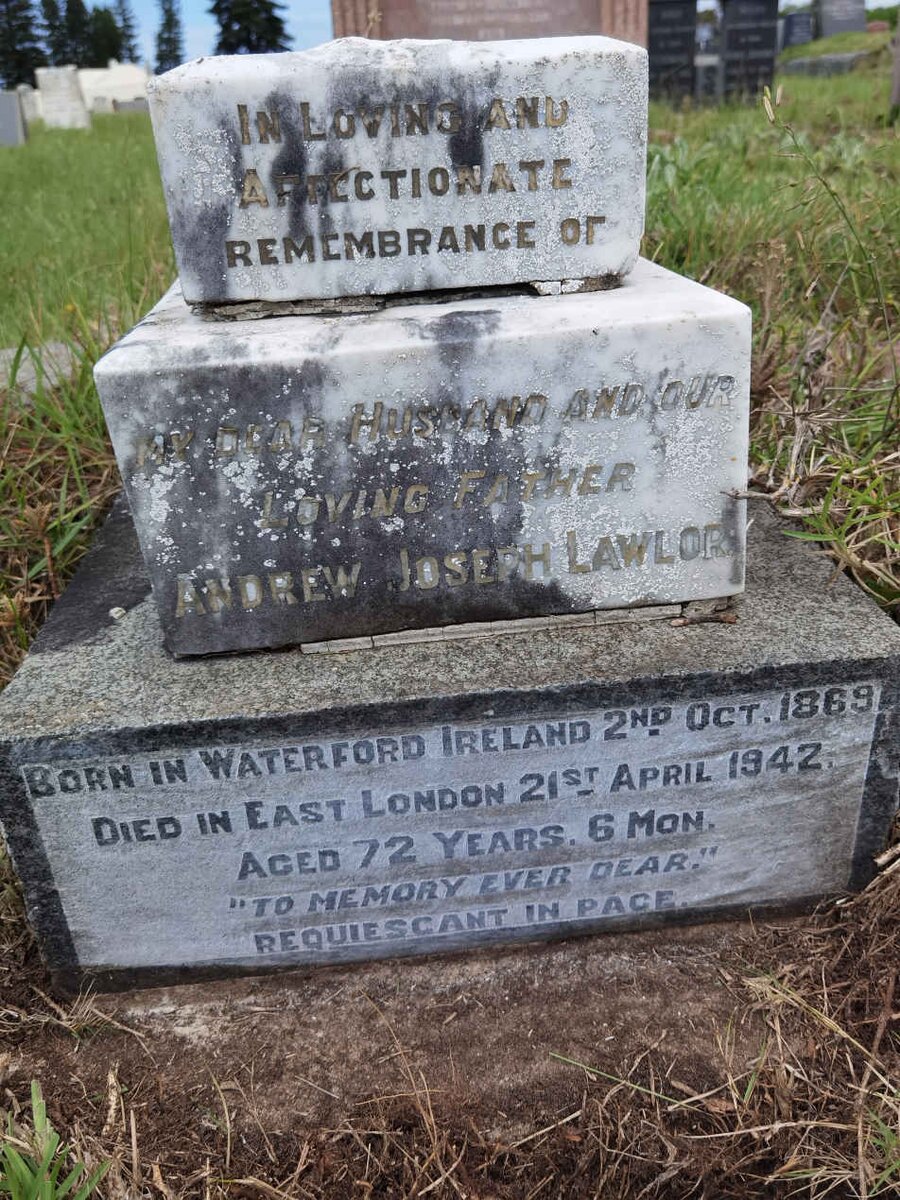 In Loving and
Affectionate
Remembrance of
My Dear Husband and our
Loving Father
Andrew Joseph Lawlor
Born in Waterford Ireland 2nd Oct. 1869
Died in East London 21st April 1942.
Aged 72 Years. 6 Mon.
"To memory ever dear."
Requiescant in pace.